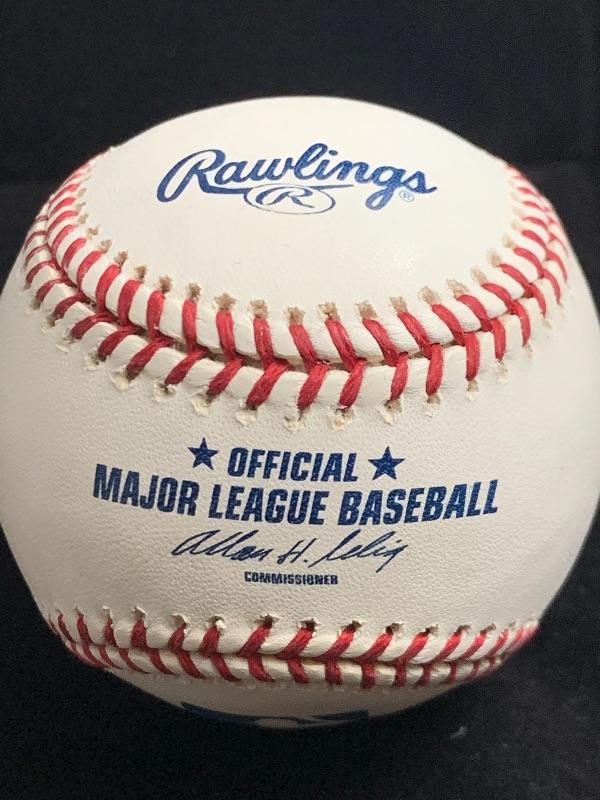 Rawlings®
R
★ OFFICIAL ★
MAJOR LEAGUE BASEBALL
Allan H. Selig
COMMISSIONER